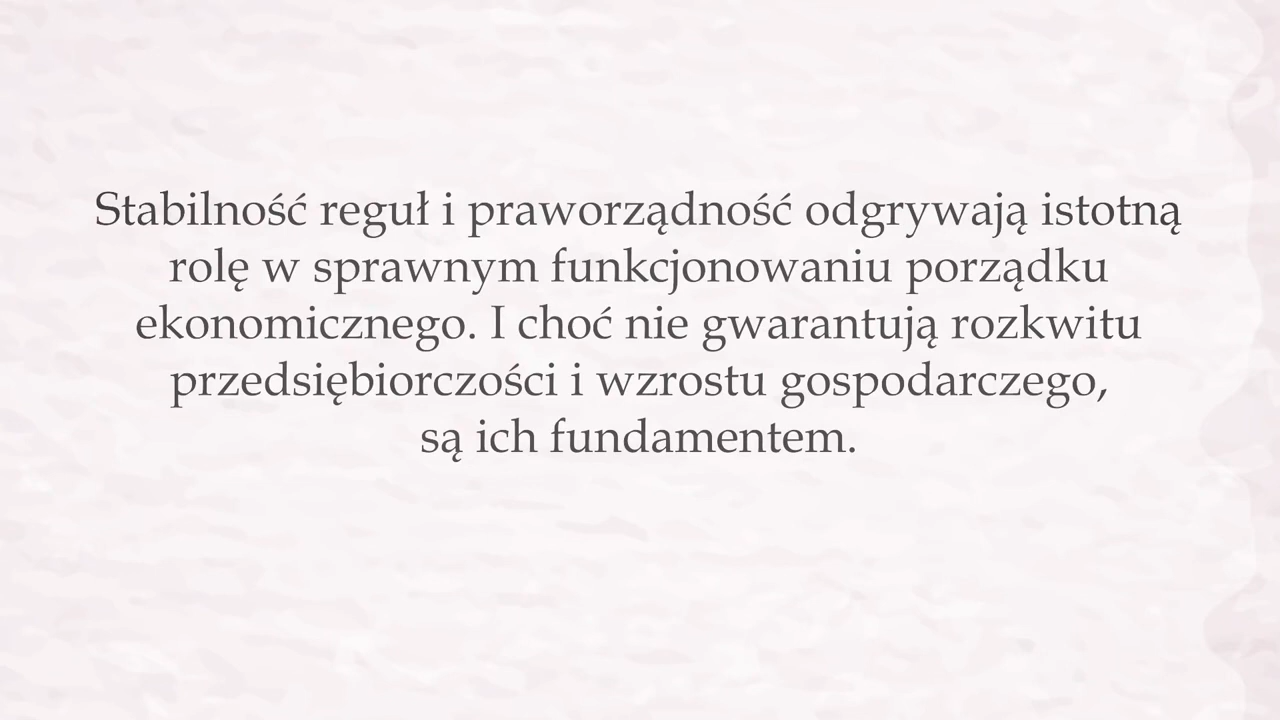 Stabilność reguł i praworządność odgrywają istotną
rolę w sprawnym funkcjonowaniu porządku
ekonomicznego. I choć nie gwarantują rozkwitu
przedsiębiorczości i wzrostu gospodarczego,
są ich fundamentem.